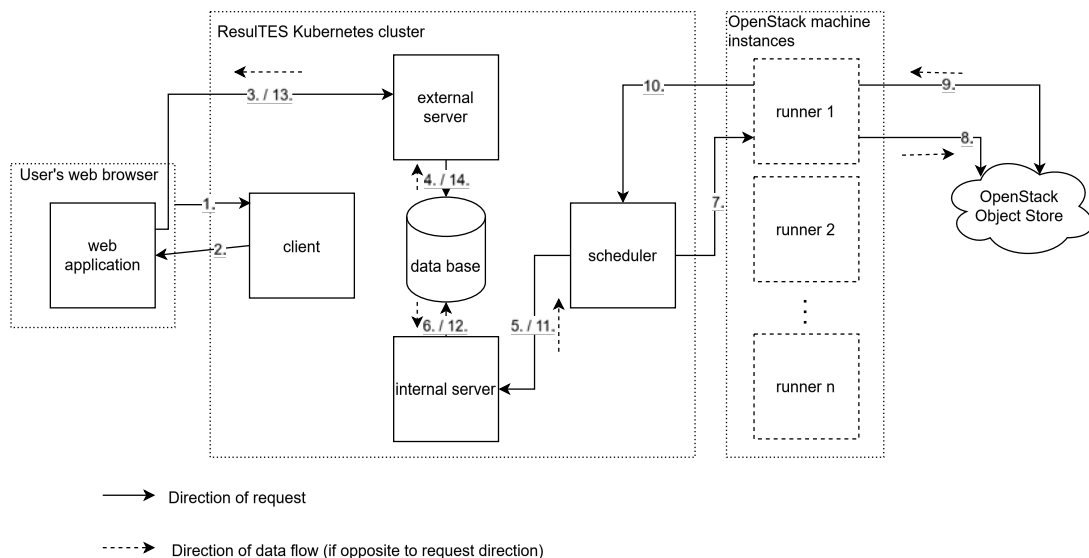 ResulTES Kubernetes cluster
OpenStack machine
instances
external
server
3. / 13.
10.
runner 1
9.
8.
User's web browser
4. / 14.
OpenStack
Object Store
web
application
1.
2.
client
data base
scheduler
7.
runner 2
6. / 12.
5. / 11.
internal server
runner n
Direction of request
Direction of data flow (if opposite to request direction)